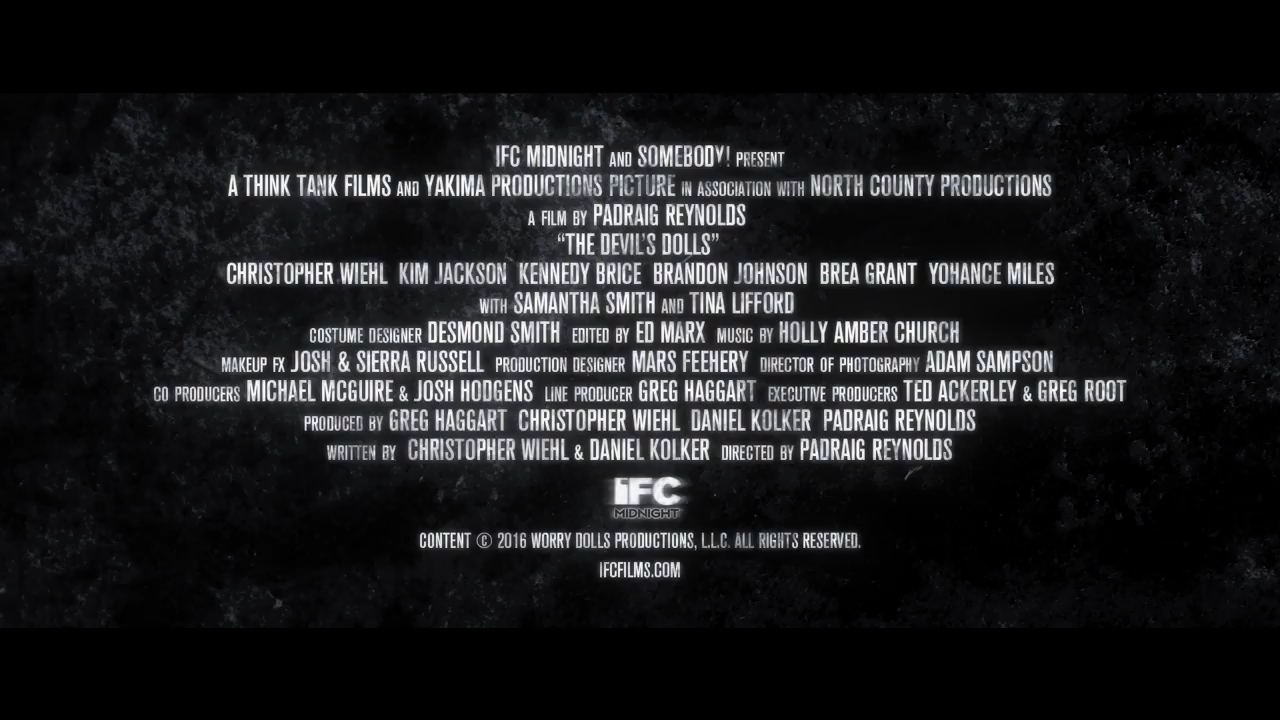 IFC MIDNIGHT AND SOMEBODY! PRESENT
A THINK TANK FILMS AND YAKIMA PRODUCTIONS PICTURE IN ASSOCIATION WITH NORTH COUNTY PRODUCTIONS
A FILM BY PADRAIG REYNOLDS
“THE DEVIL'S DOLLS”
CHRISTOPHER WIEHL KIM JACKSON KENNEDY BRICE BRANDON JOHNSON BREA GRANT YOHANCE MILES
WITH SAMANTHA SMITH AND TINA LIFFORD
COSTUME DESIGNER DESMOND SMITH EDITED BY ED MARX MUSIC BY HOLLY AMBER CHURCH
MAKEUP FX JOSH & SIERRA RUSSELL PRODUCTION DESIGNER MARS FEEHERY DIRECTOR OF PHOTOGRAPHY ADAM SAMPSON
CO PRODUCERS MICHAEL MCGUIRE & JOSH HODGENS LINE PRODUCER GREG HAGGART EXECUTIVE PRODUCERS TED ACKERLEY & GREG ROOT
PRODUCED BY GREG HAGGART CHRISTOPHER WIEHL DANIEL KOLKER PADRAIG REYNOLDS
WRITTEN BY CHRISTOPHER WIEHL & DANIEL KOLKER DIRECTED BY PADRAIG REYNOLDS
IFC
MIDNIGHT
CONTENT © 2016 WORRY DOLLS PRODUCTIONS, L.L.C. ALL RIGHTS RESERVED.
IFCFILMS.COM